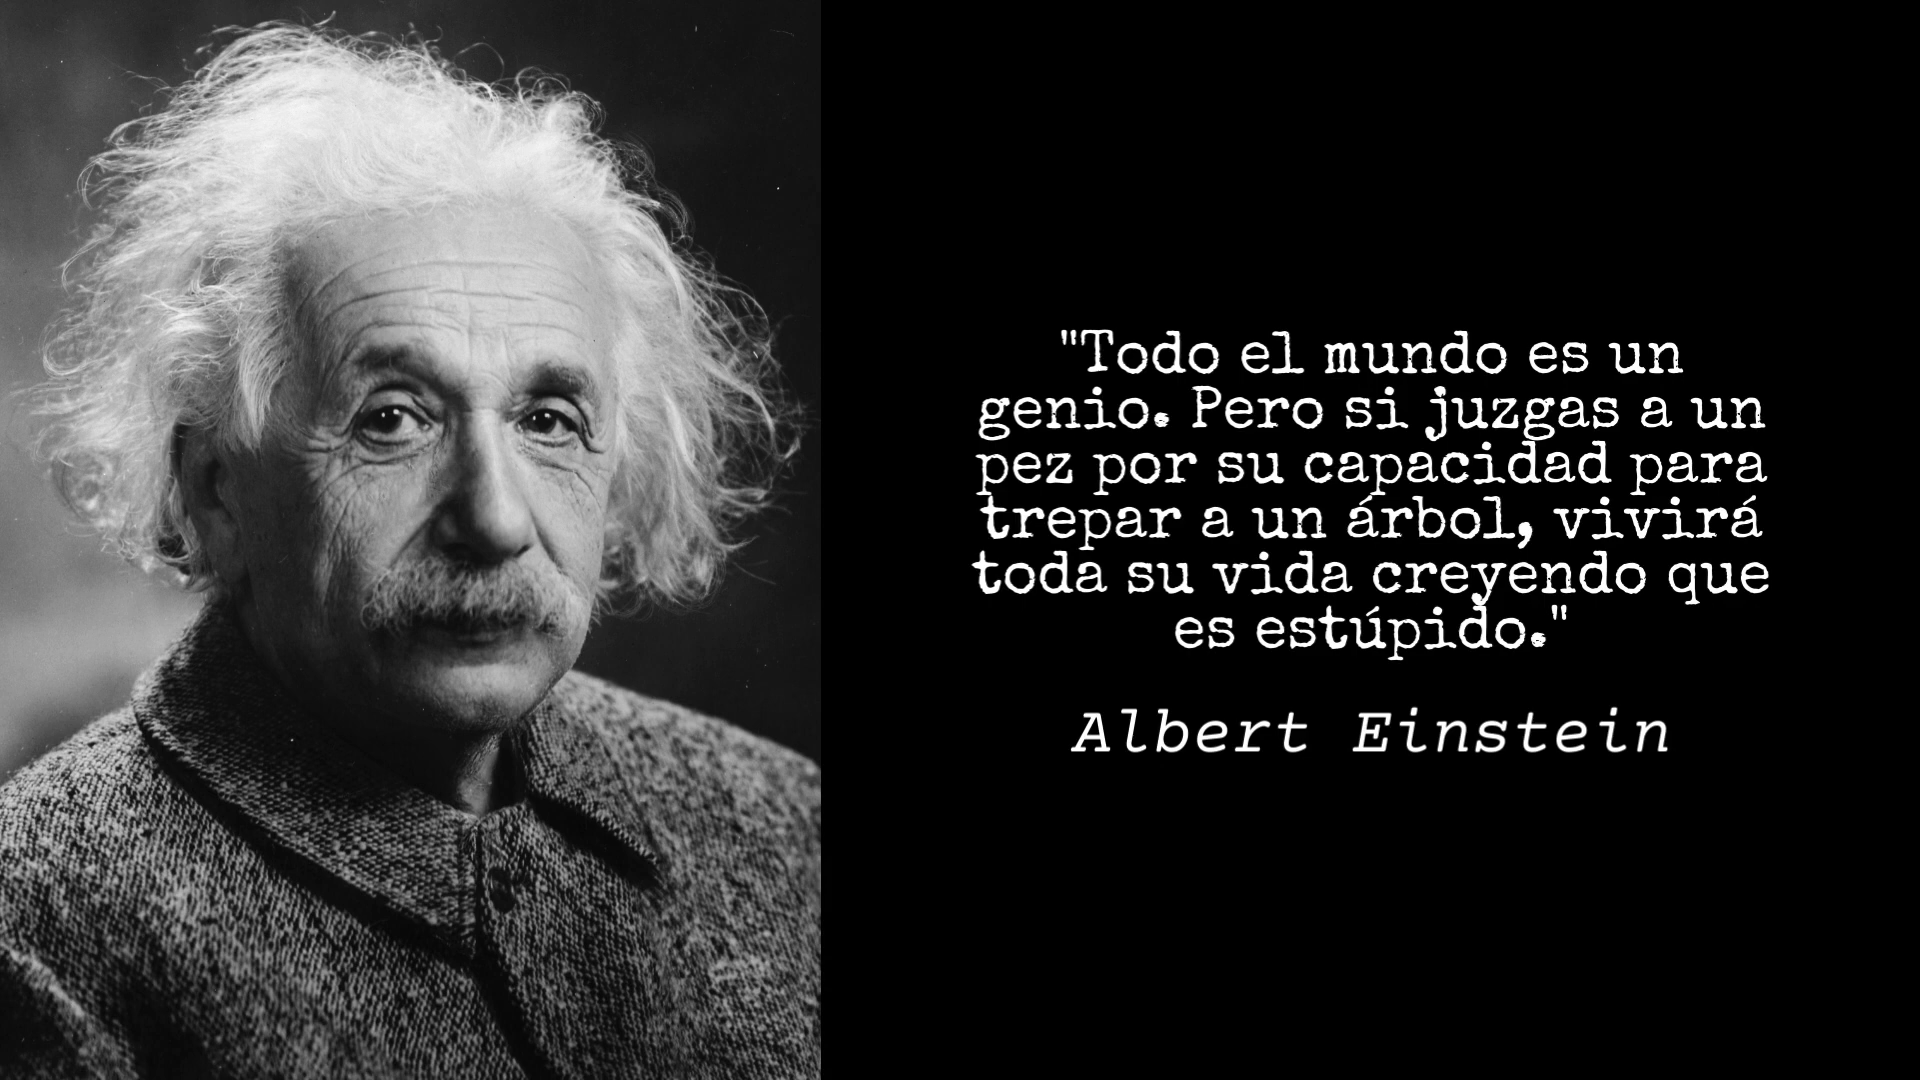 "Todo el mundo es un
genio. Pero si juzgas a un
pez por su capacidad para
trepar a un árbol, vivirá
toda su vida creyendo que
es estúpido."
Albert Einstein